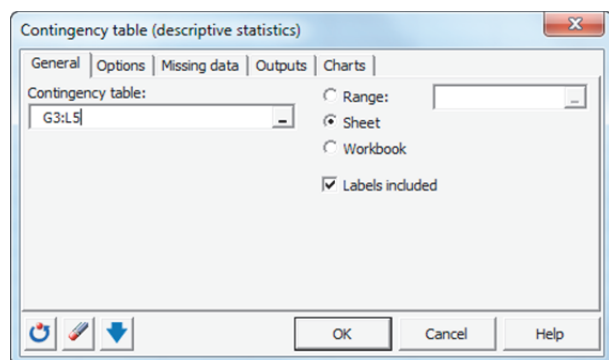 Contingency table (descriptive statistics)
General Options Missing data Outputs Charts
Contingency table:
G3:L5
Range:
Sheet
Workbook
Labels included
OK Cancel Help